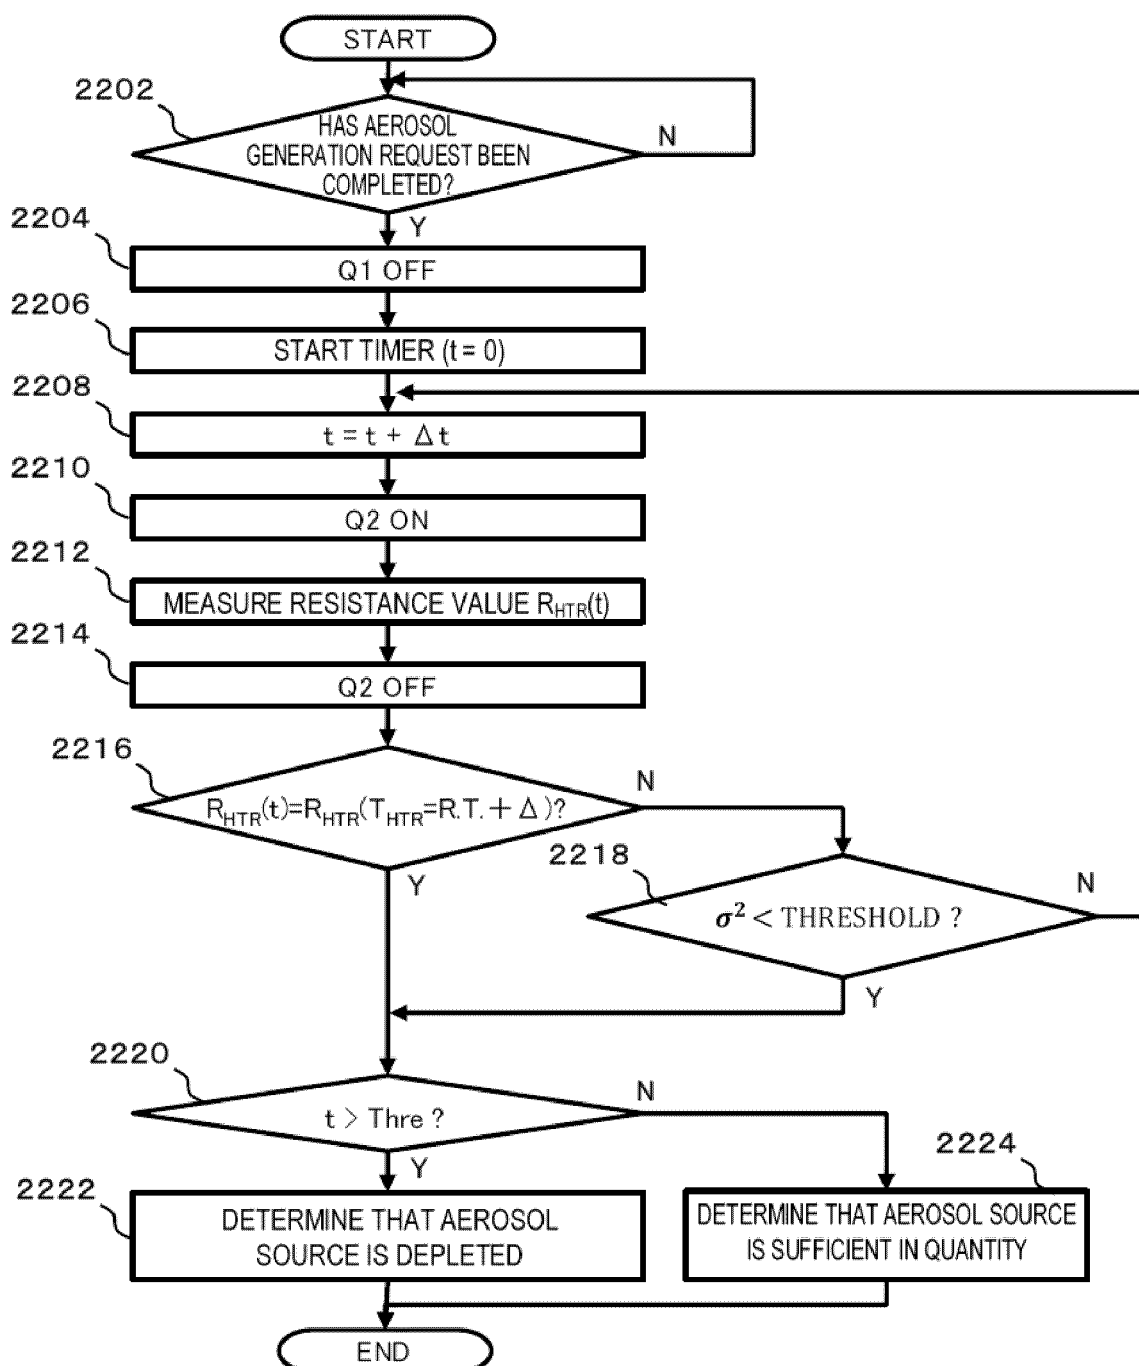 START
2202
HAS AEROSOL
GENERATION REQUEST BEEN
COMPLETED?
N
Y
2204
Q1 OFF
2206
START TIMER (t = 0)
2208
t = t + Δt
2210
Q2 ON
2212
MEASURE RESISTANCE VALUE R_HTR(t)
2214
Q2 OFF
2216
R_HTR(t)=R_HTR(T_HTR=R.T.+Δ)?
N
Y
2218
σ² < THRESHOLD ?
N
Y
2220
t > Thre ?
N
Y
2222
DETERMINE THAT AEROSOL
SOURCE IS DEPLETED
2224
DETERMINE THAT AEROSOL SOURCE
IS SUFFICIENT IN QUANTITY
END